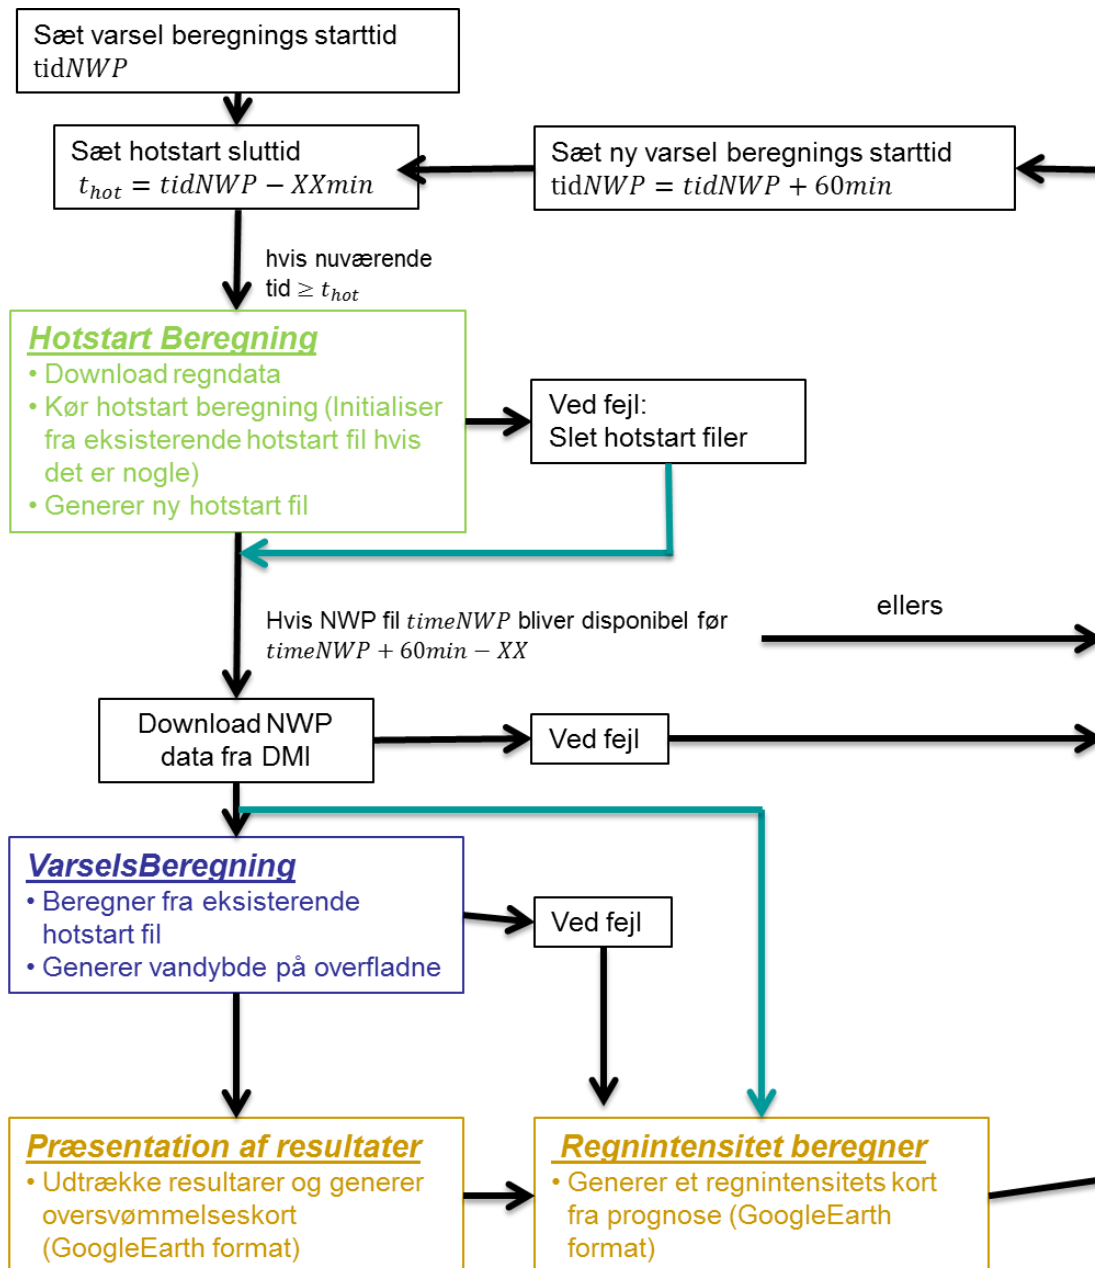 Sæt varsel beregnings starttid
tidNWP
Sæt hotstart sluttid
t_hot = tidNWP − XXmin
Sæt ny varsel beregnings starttid
tidNWP = tidNWP + 60min
hvis nuværende
tid ≥ t_hot
Hotstart Beregning
• Download regndata
• Kør hotstart beregning (Initialiser
fra eksisterende hotstart fil hvis
det er nogle)
• Generer ny hotstart fil
Ved fejl:
Slet hotstart filer
Hvis NWP fil timeNWP bliver disponibel før
timeNWP + 60min − XX
ellers
Download NWP
data fra DMI
Ved fejl
VarselsBeregning
• Beregner fra eksisterende
hotstart fil
• Generer vandybde på overfladne
Ved fejl
Præsentation af resultater
• Udtrække resultarer og generer
oversvømmelseskort
(GoogleEarth format)
Regnintensitet beregner
• Generer et regnintensitets kort
fra prognose (GoogleEarth
format)